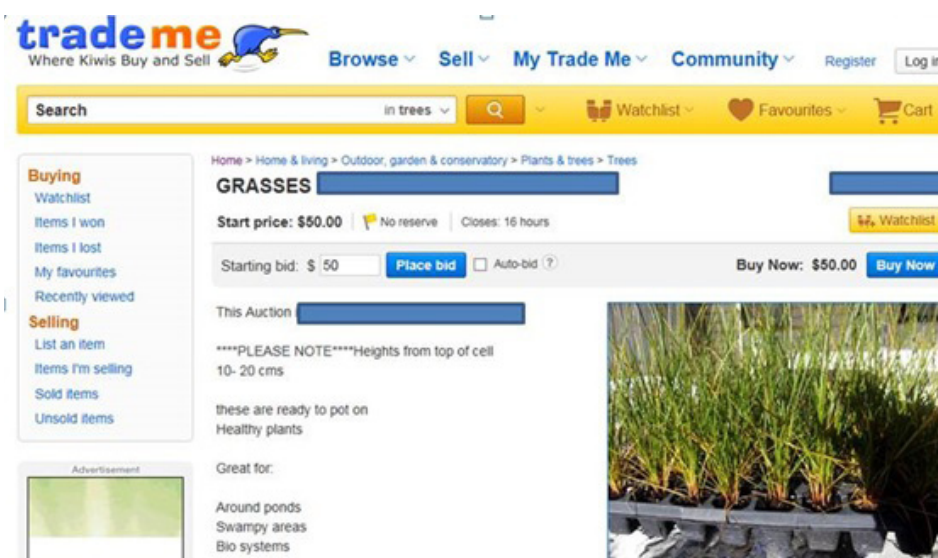 trademe
Where Kiwis Buy and Sell
Browse Sell My Trade Me Community Register Log in
Search in trees Watchlist Favourites Cart
Home > Home & living > Outdoor, garden & conservatory > Plants & trees > Trees
GRASSES
Start price: $50.00 No reserve Closes: 16 hours Watchlist
Starting bid: $ 50 Place bid Auto-bid ? Buy Now: $50.00 Buy Now
Buying
Watchlist
Items I won
Items I lost
My favourites
Recently viewed
Selling
List an item
Items I'm selling
Sold items
Unsold items
Advertisement
This Auction
****PLEASE NOTE****Heights from top of cell
10- 20 cms
these are ready to pot on
Healthy plants
Great for:
Around ponds
Swampy areas
Bio systems